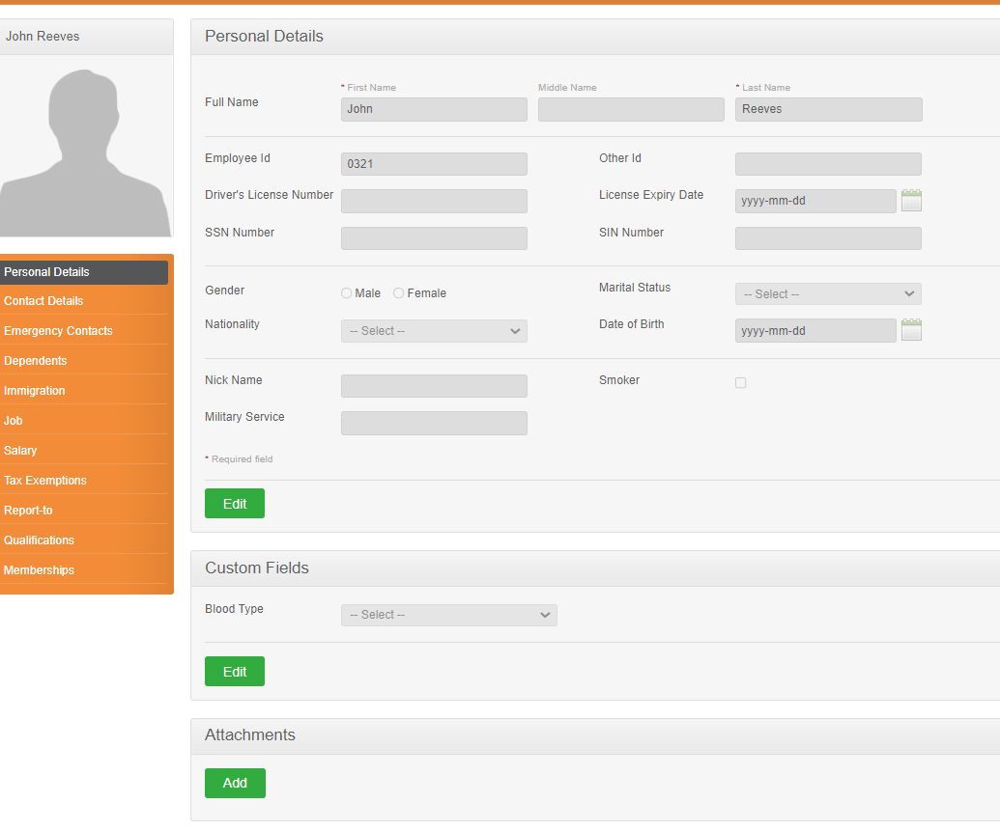 John Reeves
Personal Details
Contact Details
Emergency Contacts
Dependents
Immigration
Job
Salary
Tax Exemptions
Report-to
Qualifications
Memberships
Personal Details
* First Name Middle Name * Last Name
Full Name John Reeves
Employee Id 0321 Other Id
Driver's License Number License Expiry Date yyyy-mm-dd
SSN Number SIN Number
Gender Male Female Marital Status -- Select --
Nationality -- Select -- Date of Birth yyyy-mm-dd
Nick Name Smoker
Military Service
* Required field
Edit
Custom Fields
Blood Type -- Select --
Edit
Attachments
Add